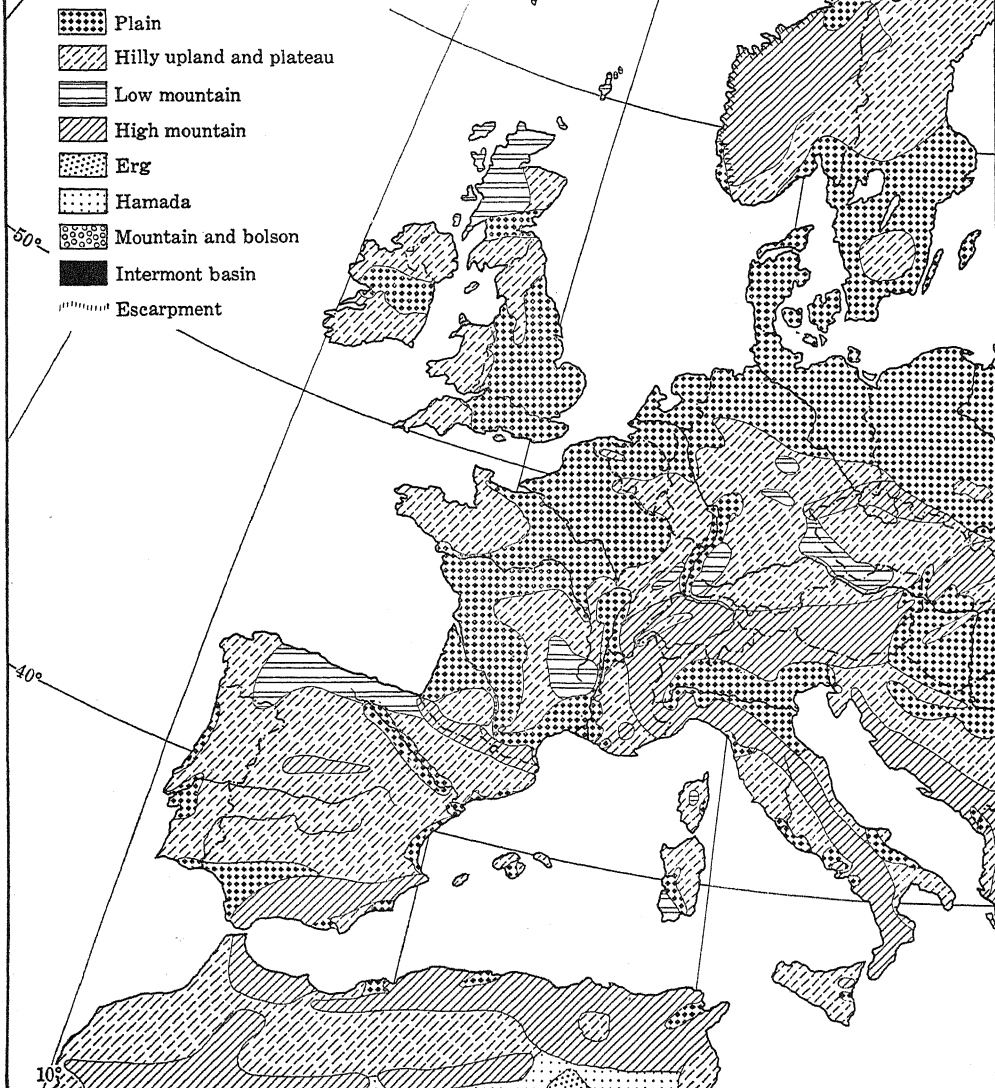 Plain
Hilly upland and plateau
Low mountain
High mountain
Erg
Hamada
Mountain and bolson
Intermont basin
Escarpment
50°
40°
10°